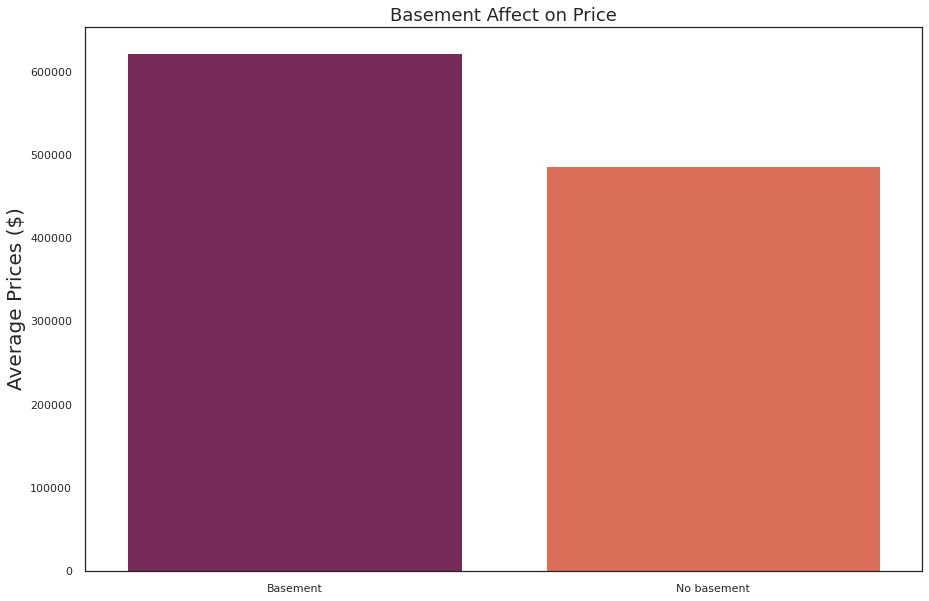 Basement Affect on Price
Average Prices ($)
600000
500000
400000
300000
200000
100000
0
Basement
No basement